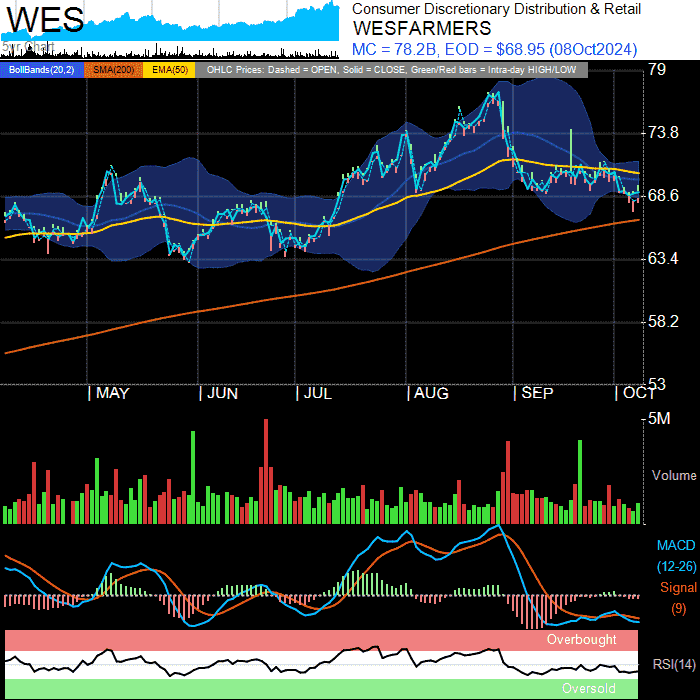 WES
5yr Chart
Consumer Discretionary Distribution & Retail
WESFARMERS
MC = 78.2B, EOD = $68.95 (08Oct2024)
BollBands(20,2) SMA(200) EMA(50) OHLC Prices: Dashed = OPEN, Solid = CLOSE, Green/Red bars = Intra-day HIGH/LOW
79
73.8
68.6
63.4
58.2
53
| MAY | JUN | JUL | AUG | SEP | OCT
5M
Volume
MACD
(12-26)
Signal
(9)
Overbought
RSI(14)
Oversold